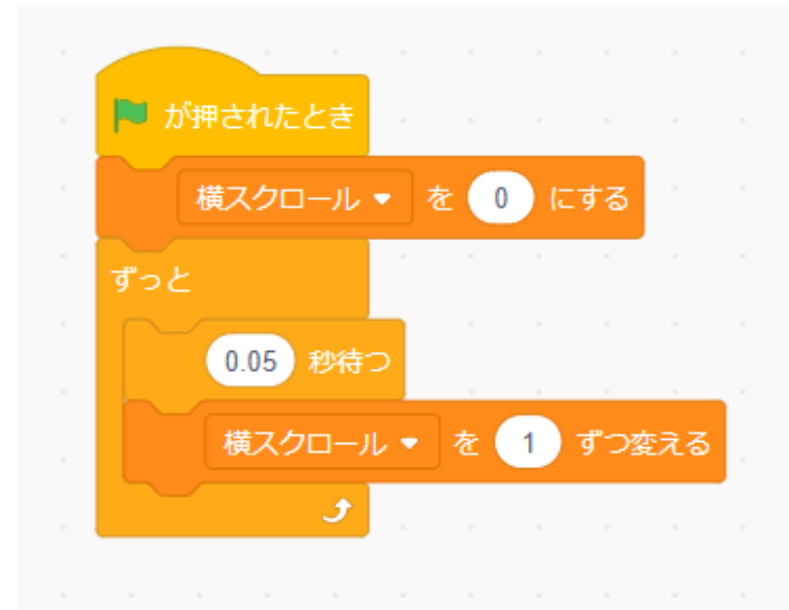 が押されたとき
横スクロール を 0 にする
ずっと
0.05 秒待つ
横スクロール を 1 ずつ変える